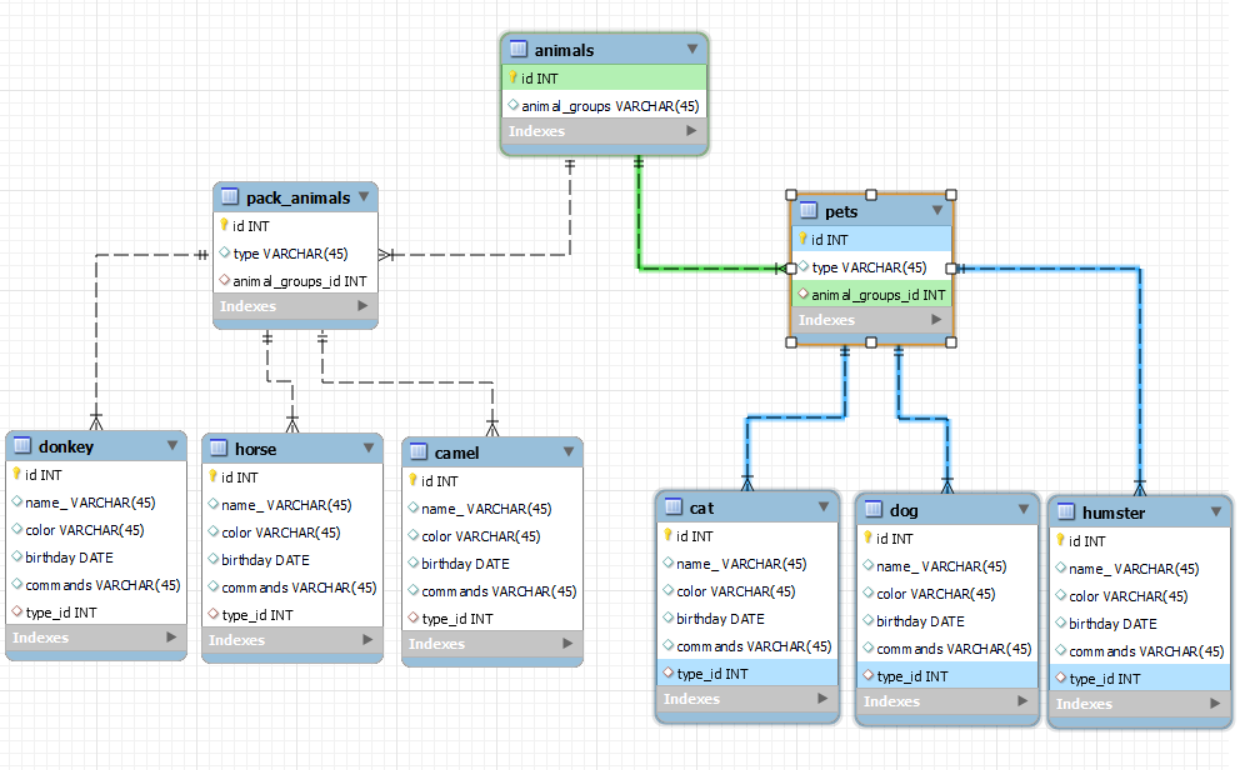 animals
id INT
animal_groups VARCHAR(45)
Indexes
pack_animals
id INT
type VARCHAR(45)
animal_groups_id INT
Indexes
pets
id INT
type VARCHAR(45)
animal_groups_id INT
Indexes
donkey
id INT
name_ VARCHAR(45)
color VARCHAR(45)
birthday DATE
commands VARCHAR(45)
type_id INT
Indexes
horse
id INT
name_ VARCHAR(45)
color VARCHAR(45)
birthday DATE
commands VARCHAR(45)
type_id INT
Indexes
camel
id INT
name_ VARCHAR(45)
color VARCHAR(45)
birthday DATE
commands VARCHAR(45)
type_id INT
Indexes
cat
id INT
name_ VARCHAR(45)
color VARCHAR(45)
birthday DATE
commands VARCHAR(45)
type_id INT
Indexes
dog
id INT
name_ VARCHAR(45)
color VARCHAR(45)
birthday DATE
commands VARCHAR(45)
type_id INT
Indexes
humster
id INT
name_ VARCHAR(45)
color VARCHAR(45)
birthday DATE
commands VARCHAR(45)
type_id INT
Indexes